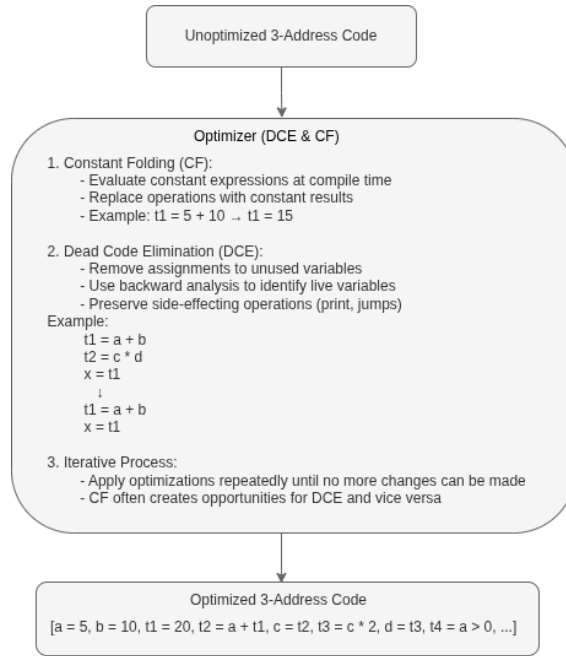 Unoptimized 3-Address Code
Optimizer (DCE & CF)
1. Constant Folding (CF):
- Evaluate constant expressions at compile time
- Replace operations with constant results
- Example: t1 = 5 + 10 → t1 = 15
2. Dead Code Elimination (DCE):
- Remove assignments to unused variables
- Use backward analysis to identify live variables
- Preserve side-effecting operations (print, jumps)
Example:
t1 = a + b
t2 = c * d
x = t1
↓
t1 = a + b
x = t1
3. Iterative Process:
- Apply optimizations repeatedly until no more changes can be made
- CF often creates opportunities for DCE and vice versa
Optimized 3-Address Code
[a = 5, b = 10, t1 = 20, t2 = a + t1, c = t2, t3 = c * 2, d = t3, t4 = a > 0, ...]